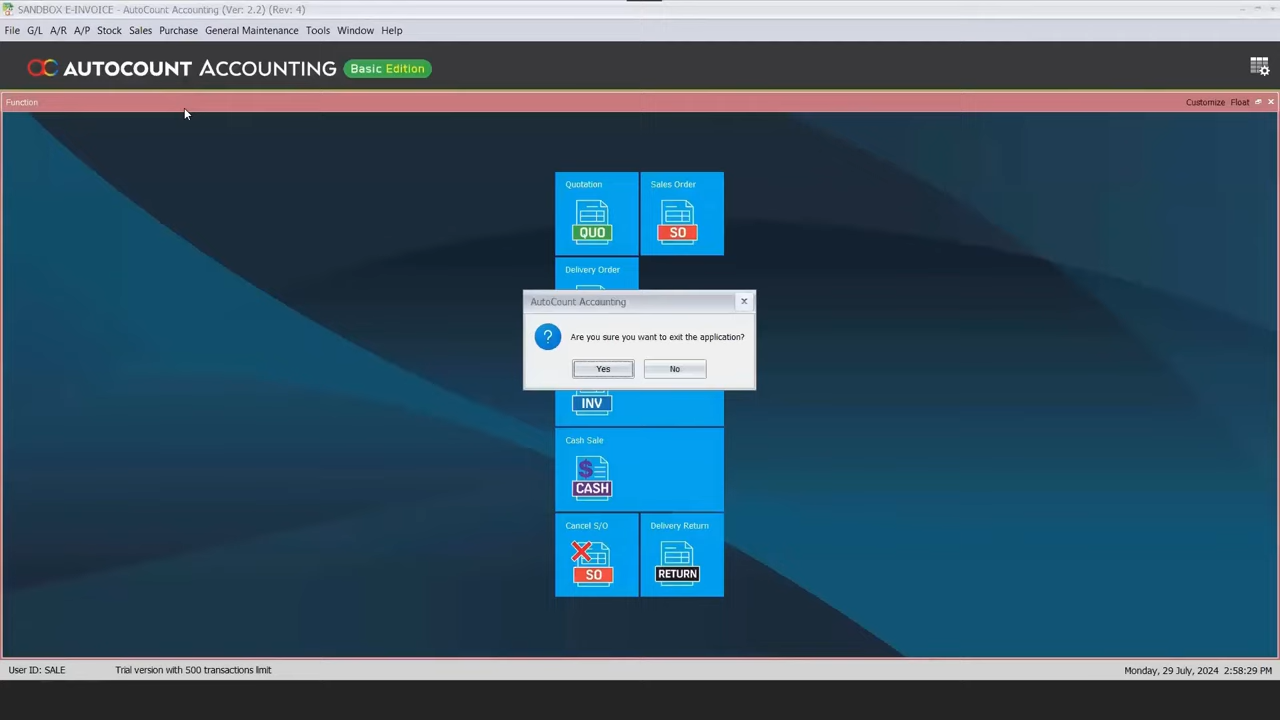 SANDBOX E-INVOICE - AutoCount Accounting (Ver: 2.2) (Rev: 4)
File G/L A/R A/P Stock Sales Purchase General Maintenance Tools Window Help
AUTOCOUNT ACCOUNTING Basic Edition
Function Customize Float
Quotation Sales Order
QUO SO
Delivery Order
AutoCount Accounting
Are you sure you want to exit the application?
Yes No
INV
Cash Sale
CASH
Cancel S/O Delivery Return
SO RETURN
User ID: SALE Trial version with 500 transactions limit Monday, 29 July, 2024 2:58:29 PM